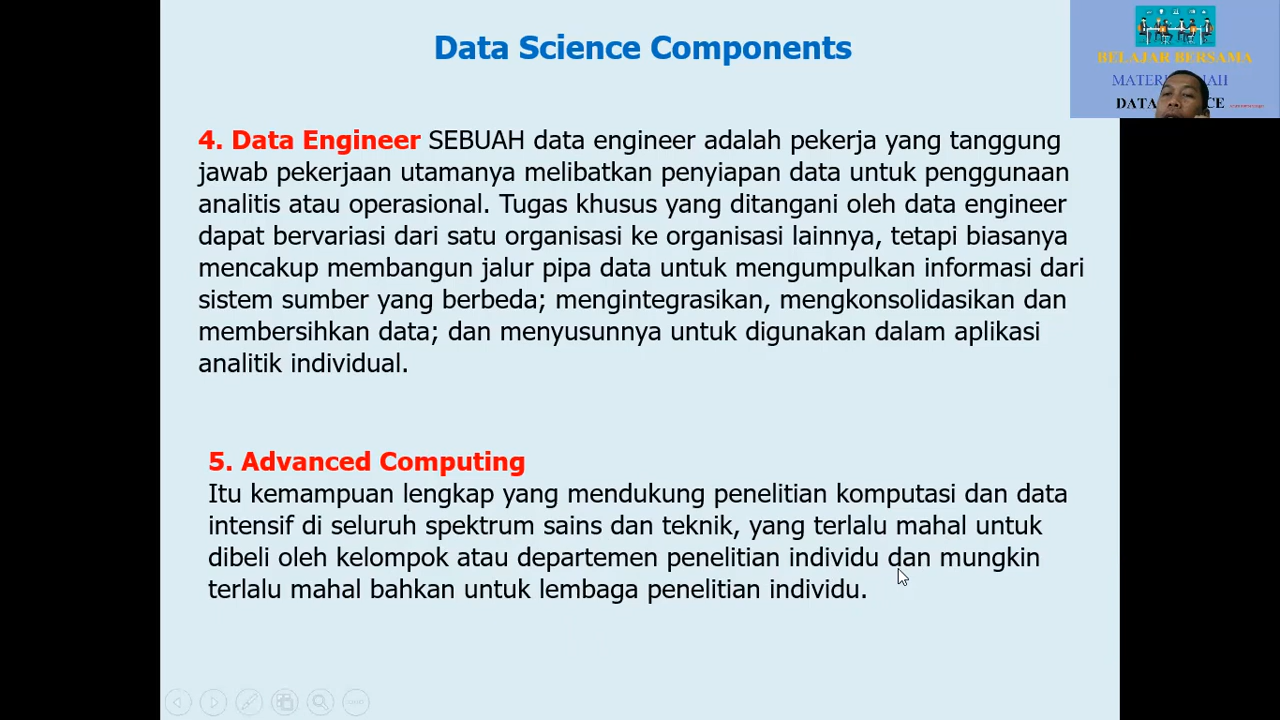 Data Science Components
BELAJAR BERSAMA
4. Data Engineer SEBUAH data engineer adalah pekerja yang tanggung
jawab pekerjaan utamanya melibatkan penyiapan data untuk penggunaan
analitis atau operasional. Tugas khusus yang ditangani oleh data engineer
dapat bervariasi dari satu organisasi ke organisasi lainnya, tetapi biasanya
mencakup membangun jalur pipa data untuk mengumpulkan informasi dari
sistem sumber yang berbeda; mengintegrasikan, mengkonsolidasikan dan
membersihkan data; dan menyusunnya untuk digunakan dalam aplikasi
analitik individual.
5. Advanced Computing
Itu kemampuan lengkap yang mendukung penelitian komputasi dan data
intensif di seluruh spektrum sains dan teknik, yang terlalu mahal untuk
dibeli oleh kelompok atau departemen penelitian individu dan mungkin
terlalu mahal bahkan untuk lembaga penelitian individu.